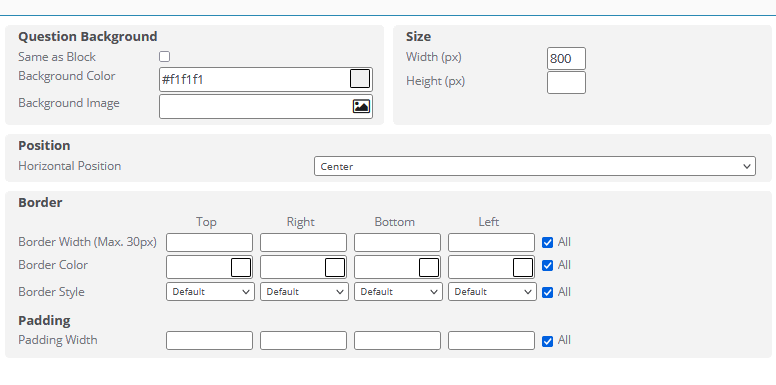 Question Background
Same as Block
Background Color #f1f1f1
Background Image
Size
Width (px) 800
Height (px)
Position
Horizontal Position Center
Border
Top Right Bottom Left
Border Width (Max. 30px) All
Border Color All
Border Style Default Default Default Default All
Padding
Padding Width All